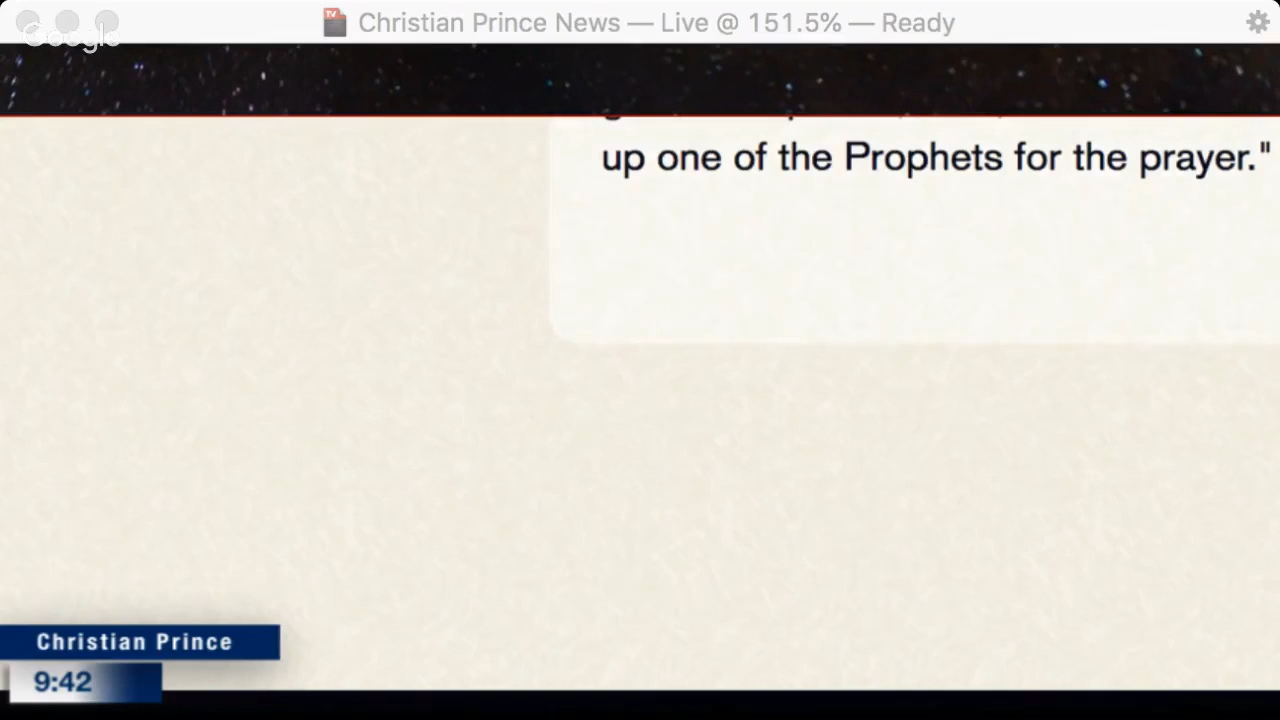 Christian Prince News — Live @ 151.5% — Ready
Google
up one of the Prophets for the prayer."
Christian Prince
9:42